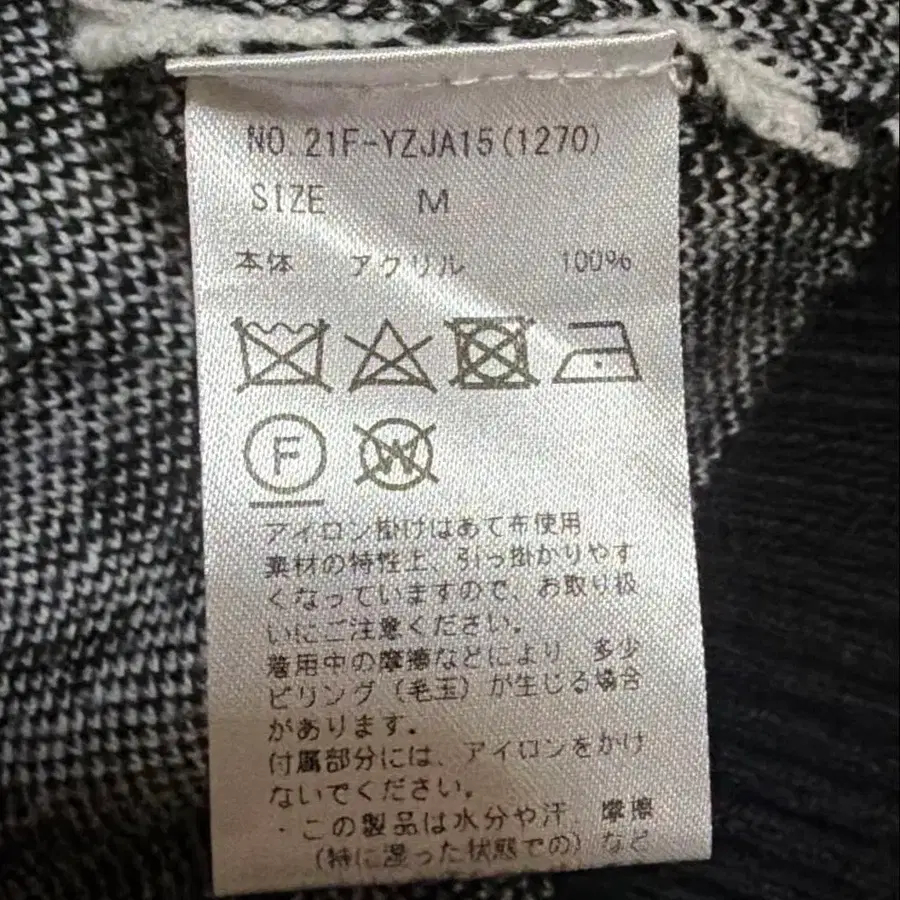 NO.21F-YZJA15(1270)
SIZE M
本体 アクリル 100%
F W
アイロン掛けはあて布使用
素材の特性上、引っ掛かりやす
くなっていますので、お取り扱
いにご注意ください。
着用中の摩擦などにより、多少
ピリング（毛玉）が生じる場合
があります。
付属部分には、アイロンをかけ
ないでください。
・この製品は水分や汗、摩擦
（特に湿った状態での）など